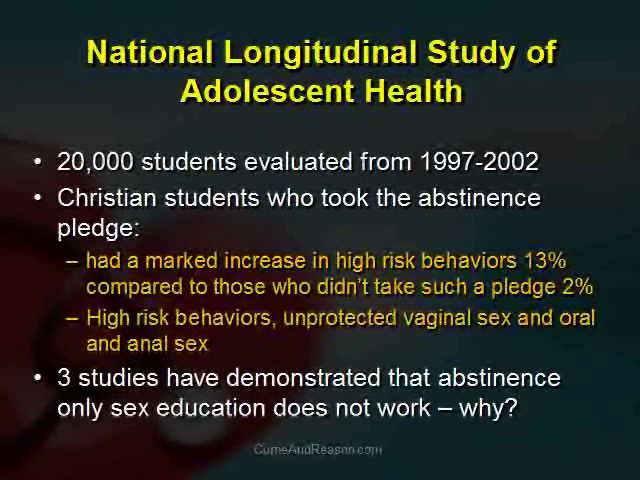 National Longitudinal Study of
Adolescent Health
• 20,000 students evaluated from 1997-2002
• Christian students who took the abstinence
pledge:
– had a marked increase in high risk behaviors 13%
compared to those who didn't take such a pledge 2%
– High risk behaviors, unprotected vaginal sex and oral
and anal sex
• 3 studies have demonstrated that abstinence
only sex education does not work – why?
ComeAndReason.com